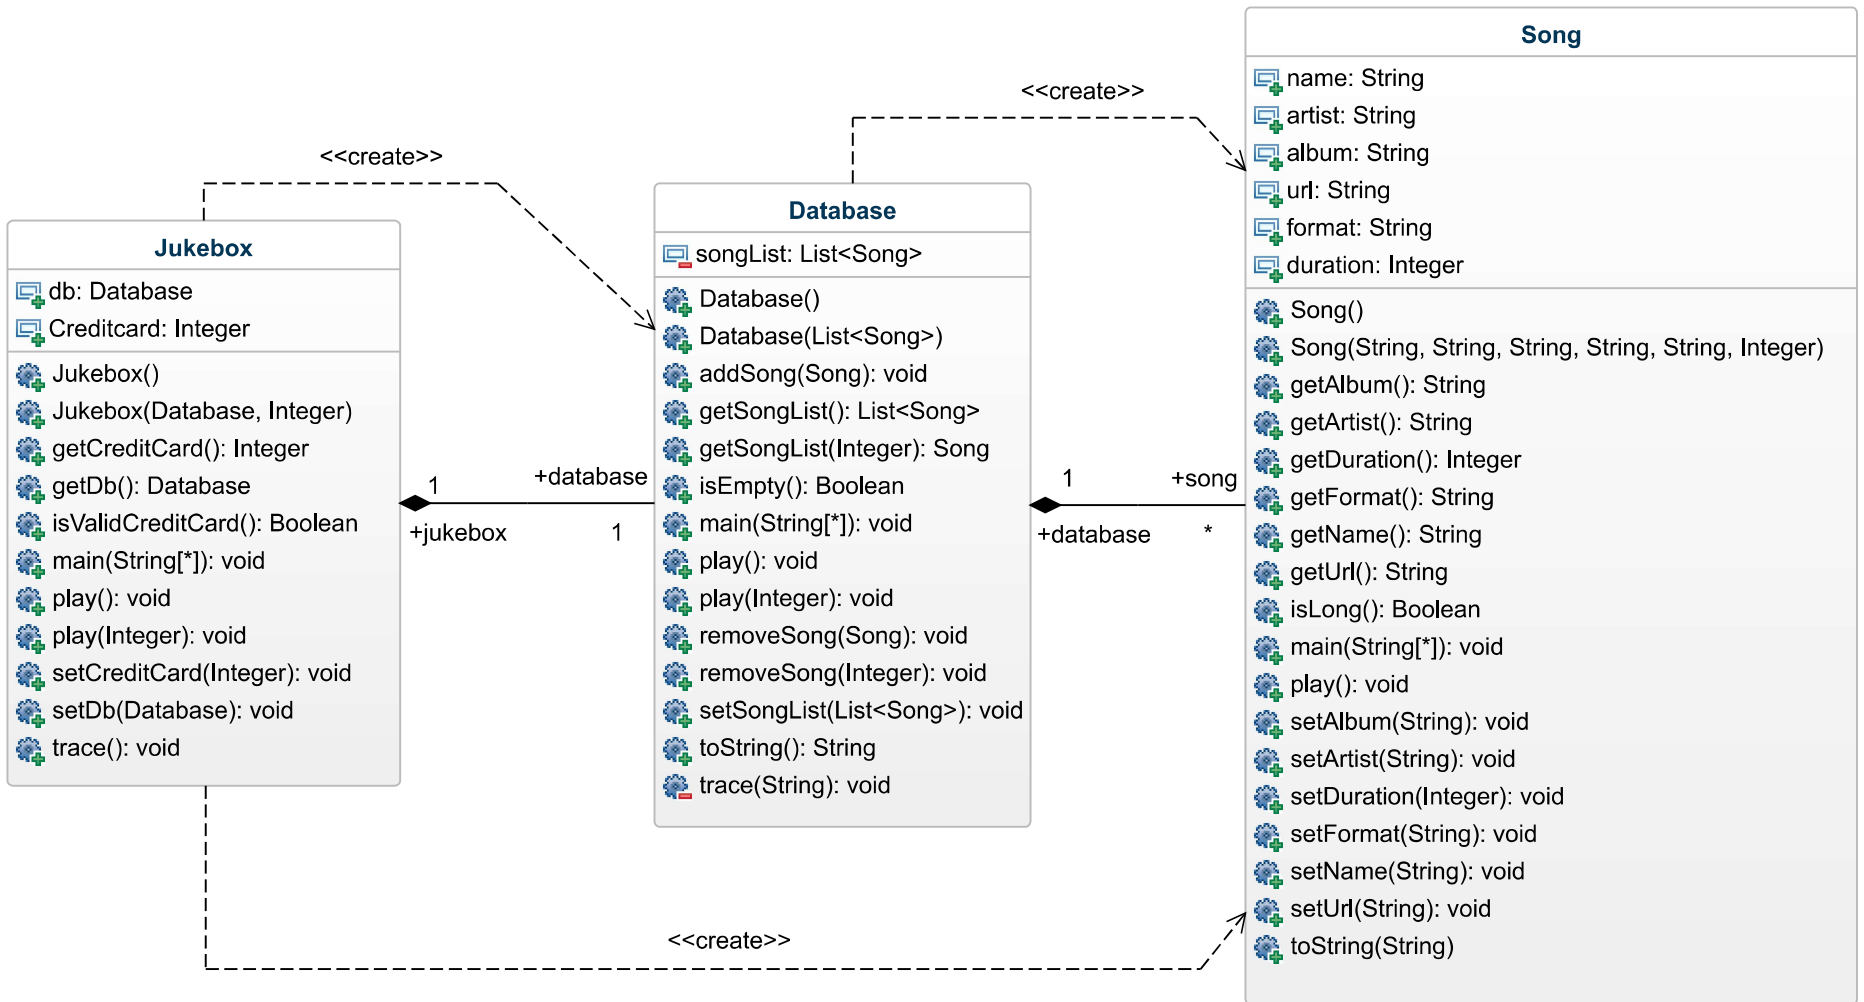 <<create>>
<<create>>
Jukebox
db: Database
Creditcard: Integer
Jukebox()
Jukebox(Database, Integer)
getCreditCard(): Integer
getDb(): Database
isValidCreditCard(): Boolean
main(String[*]): void
play(): void
play(Integer): void
setCreditCard(Integer): void
setDb(Database): void
trace(): void
1
+database
+jukebox
1
Database
songList: List<Song>
Database()
Database(List<Song>)
addSong(Song): void
getSongList(): List<Song>
getSongList(Integer): Song
isEmpty(): Boolean
main(String[*]): void
play(): void
play(Integer): void
removeSong(Song): void
removeSong(Integer): void
setSongList(List<Song>): void
toString(): String
trace(String): void
1
+song
+database
*
Song
name: String
artist: String
album: String
url: String
format: String
duration: Integer
Song()
Song(String, String, String, String, String, Integer)
getAlbum(): String
getArtist(): String
getDuration(): Integer
getFormat(): String
getName(): String
getUrl(): String
isLong(): Boolean
main(String[*]): void
play(): void
setAlbum(String): void
setArtist(String): void
setDuration(Integer): void
setFormat(String): void
setName(String): void
setUrl(String): void
toString(String)
<<create>>